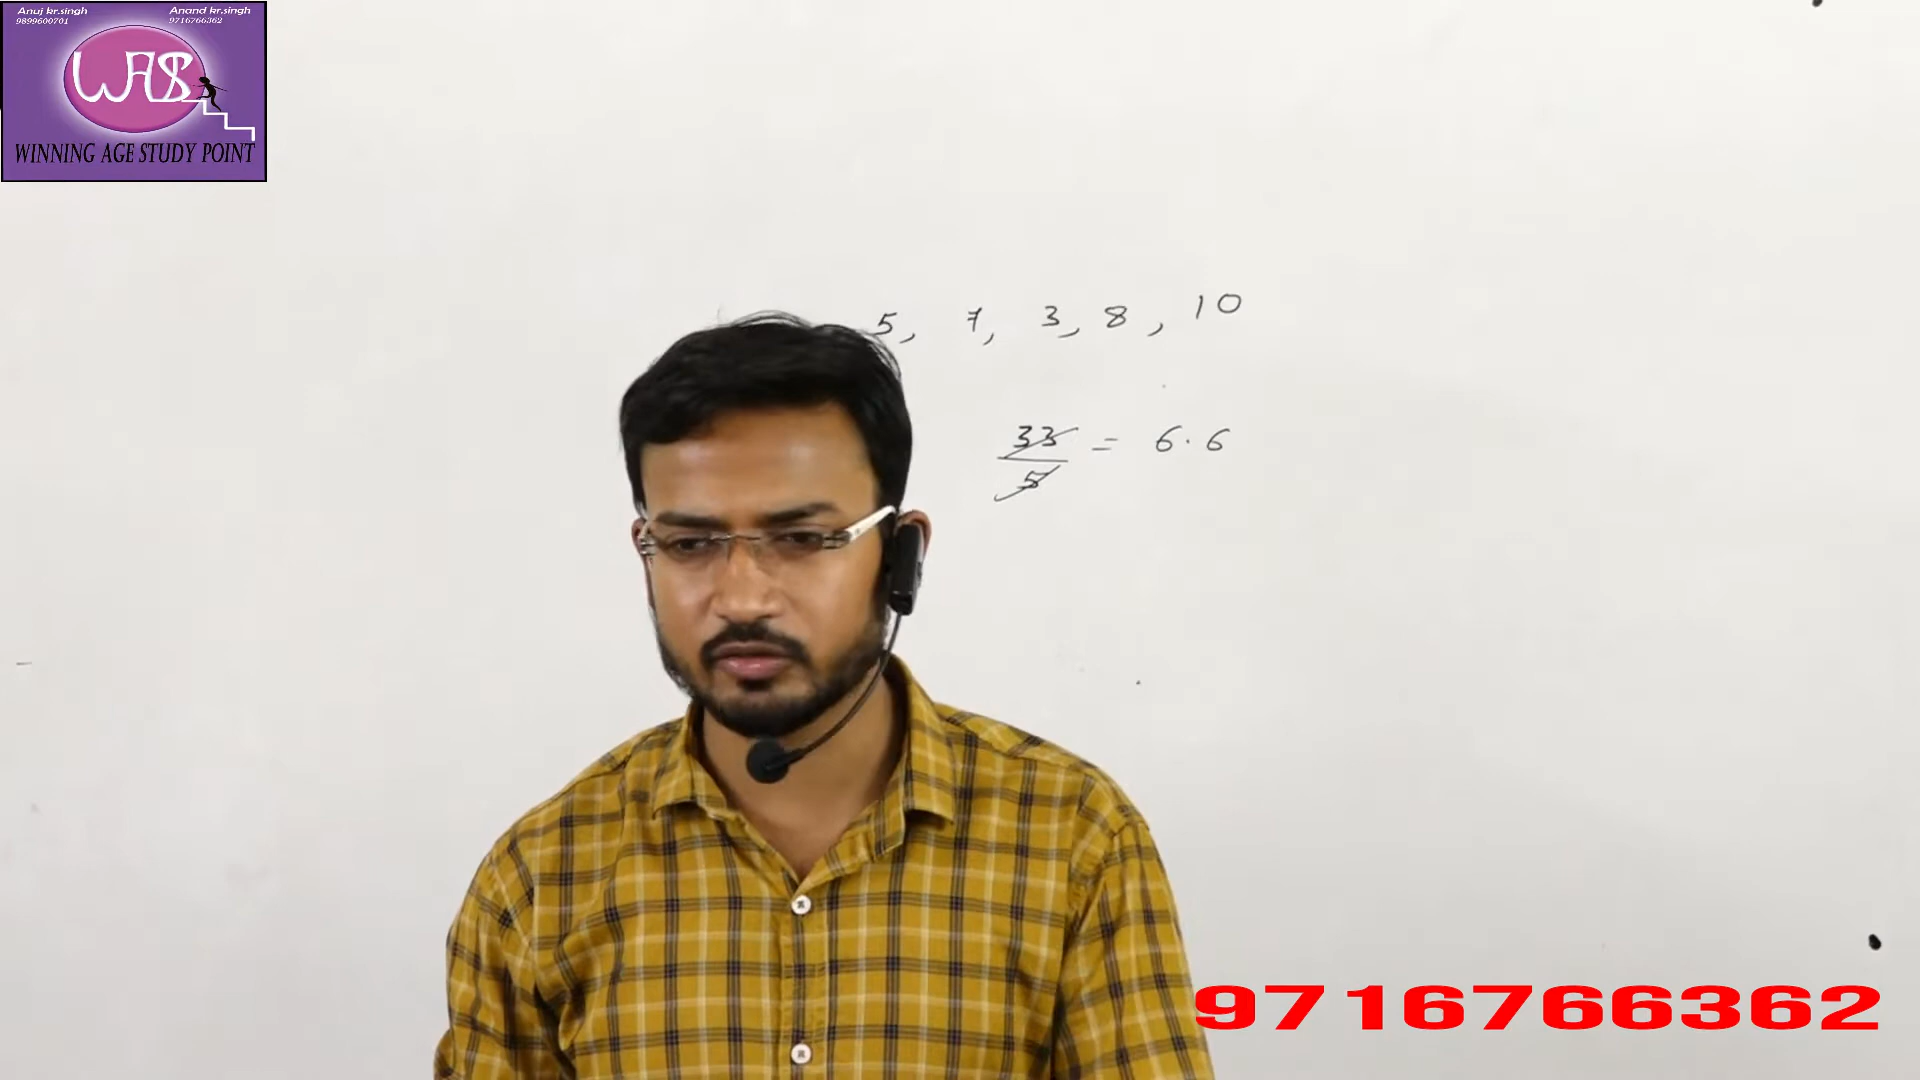 Anuj kr.singh Anand kr.singh
9899600701 9716766362
WAS
WINNING AGE STUDY POINT
5, 7, 3, 8, 10
33/5 = 6.6
9716766362